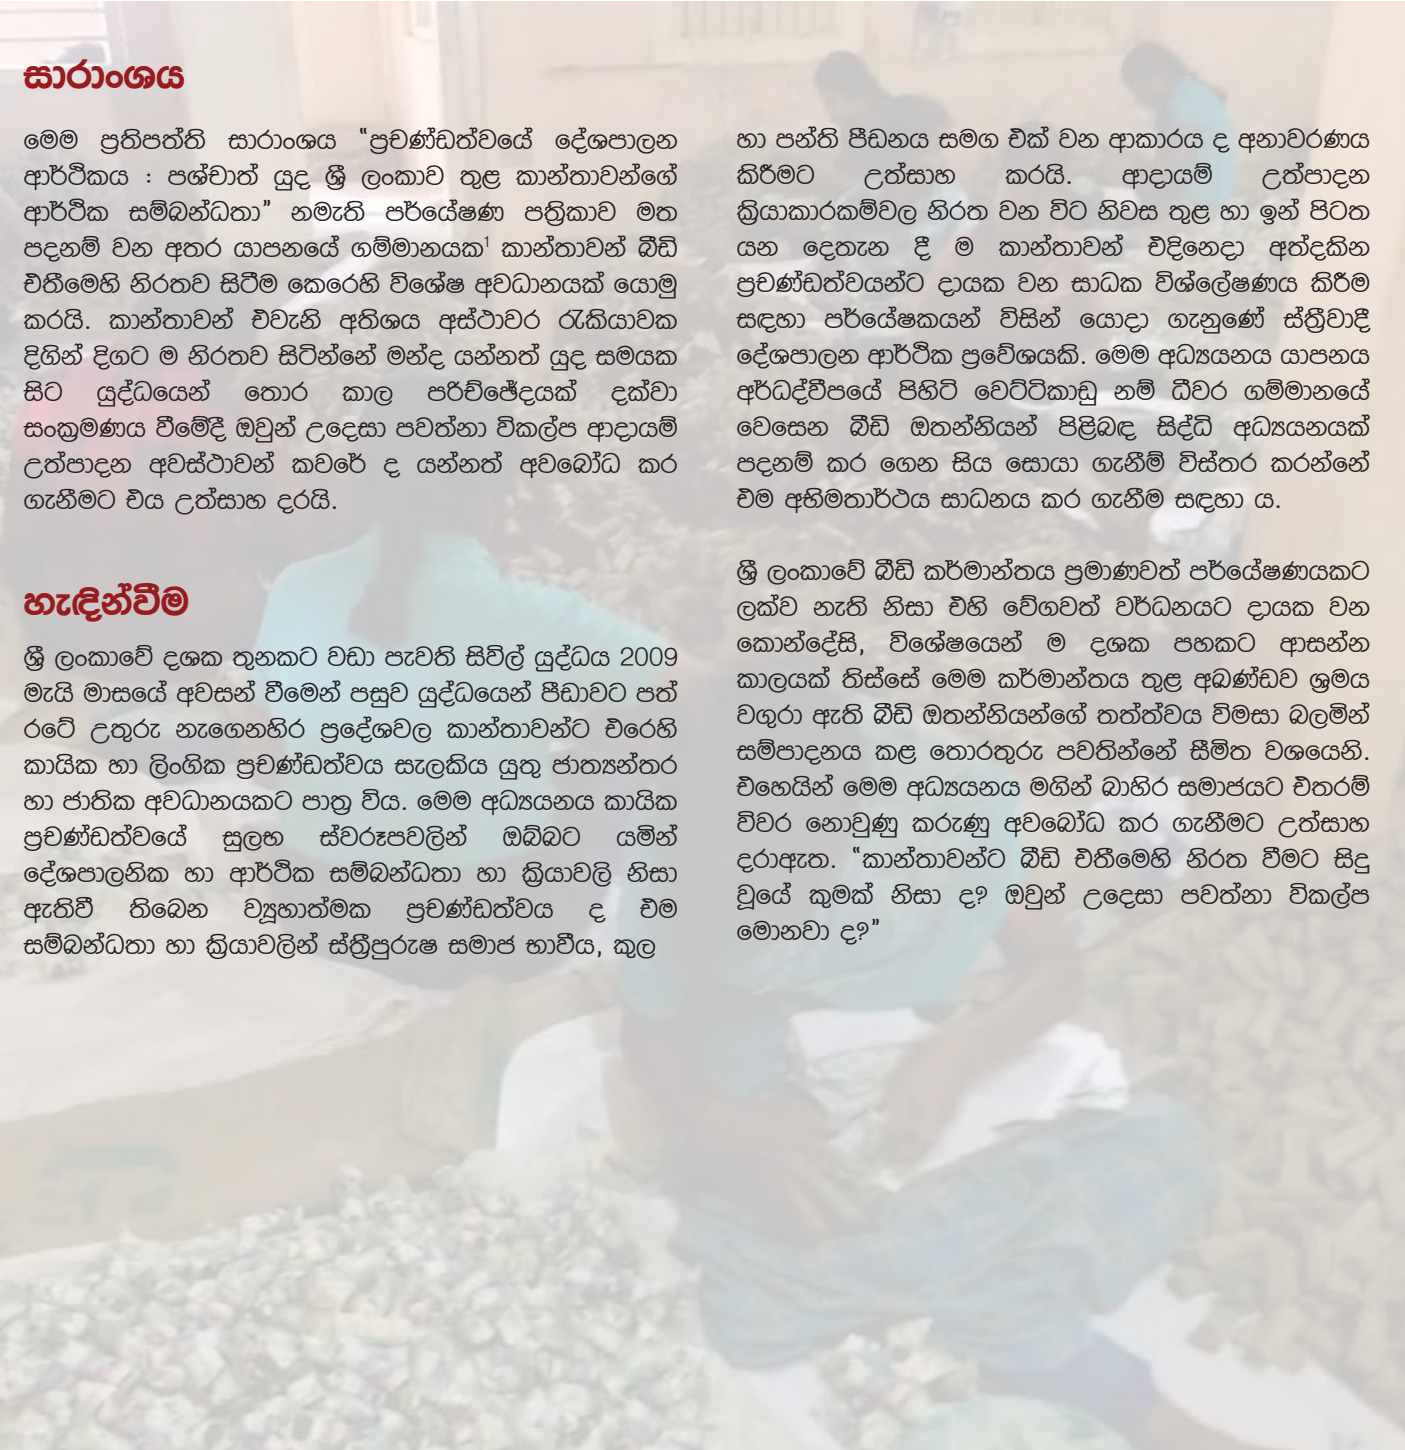 සාරාංශය
මෙම ප්‍රතිපත්ති සාරාංශය “ප්‍රචණ්ඩත්වයේ දේශපාලන
ආර්ථිකය : පශ්චාත් යුද ශ්‍රී ලංකාව තුළ කාන්තාවන්ගේ
ආර්ථික සම්බන්ධතා” නමැති පර්යේෂණ පත්‍රිකාව මත
පදනම් වන අතර යාපනයේ ගම්මානයක¹ කාන්තාවන් බීඩි
එතීමෙහි නිරතව සිටීම කෙරෙහි විශේෂ අවධානයක් යොමු
කරයි. කාන්තාවන් එවැනි අතිශය අස්ථාවර රැකියාවක
දිගින් දිගට ම නිරතව සිටින්නේ මන්ද යන්නත් යුද සමයක
සිට යුද්ධයෙන් තොර කාල පරිච්ඡේදයක් දක්වා
සංක්‍රමණය වීමේදී ඔවුන් උදෙසා පවත්නා විකල්ප ආදායම්
උත්පාදන අවස්ථාවන් කවරේ ද යන්නත් අවබෝධ කර
ගැනීමට එය උත්සාහ දරයි.
හැඳින්වීම
ශ්‍රී ලංකාවේ දශක තුනකට වඩා පැවති සිවිල් යුද්ධය 2009
මැයි මාසයේ අවසන් වීමෙන් පසුව යුද්ධයෙන් පීඩාවට පත්
රටේ උතුරු නැගෙනහිර ප්‍රදේශවල කාන්තාවන්ට එරෙහි
කායික හා ලිංගික ප්‍රචණ්ඩත්වය සැලකිය යුතු ජාත්‍යන්තර
හා ජාතික අවධානයකට පාත්‍ර විය. මෙම අධ්‍යයනය කායික
ප්‍රචණ්ඩත්වයේ සුලභ ස්වරූපවලින් ඔබ්බට යමින්
දේශපාලනික හා ආර්ථික සම්බන්ධතා හා ක්‍රියාවලි නිසා
ඇතිවී තිබෙන ව්‍යූහාත්මක ප්‍රචණ්ඩත්වය ද එම
සම්බන්ධතා හා ක්‍රියාවලින් ස්ත්‍රීපුරුෂ සමාජ භාවීය, කුල
හා පන්ති පීඩනය සමග එක් වන ආකාරය ද අනාවරණය
කිරීමට උත්සාහ කරයි. ආදායම් උත්පාදන
ක්‍රියාකාරකම්වල නිරත වන විට නිවස තුළ හා ඉන් පිටත
යන දෙතැන දී ම කාන්තාවන් එදිනෙදා අත්දකින
ප්‍රචණ්ඩත්වයන්ට දායක වන සාධක විශ්ලේෂණය කිරීම
සඳහා පර්යේෂකයන් විසින් යොදා ගැනුණේ ස්ත්‍රීවාදී
දේශපාලන ආර්ථික ප්‍රවේශයකි. මෙම අධ්‍යයනය යාපනය
අර්ධද්වීපයේ පිහිටි වෙට්ටිකාඩු නම් ධීවර ගම්මානයේ
වෙසෙන බීඩි ඔතන්නියන් පිළිබඳ සිද්ධි අධ්‍යයනයක්
පදනම් කර ගෙන සිය සොයා ගැනීම් විස්තර කරන්නේ
එම අභිමතාර්ථය සාධනය කර ගැනීම සඳහා ය.
ශ්‍රී ලංකාවේ බීඩි කර්මාන්තය ප්‍රමාණවත් පර්යේෂණයකට
ලක්ව නැති නිසා එහි වේගවත් වර්ධනයට දායක වන
කොන්දේසි, විශේෂයෙන් ම දශක පහකට ආසන්න
කාලයක් තිස්සේ මෙම කර්මාන්තය තුළ අඛණ්ඩව ශ්‍රමය
වගුරා ඇති බීඩි ඔතන්නියන්ගේ තත්ත්වය විමසා බලමින්
සම්පාදනය කළ තොරතුරු පවතින්නේ සීමිත වශයෙනි.
එහෙයින් මෙම අධ්‍යයනය මගින් බාහිර සමාජයට එතරම්
විවර නොවුණු කරුණු අවබෝධ කර ගැනීමට උත්සාහ
දරාඇත. “කාන්තාවන්ට බීඩි එතීමෙහි නිරත වීමට සිදු
වූයේ කුමක් නිසා ද? ඔවුන් උදෙසා පවත්නා විකල්ප
මොනවා ද?”